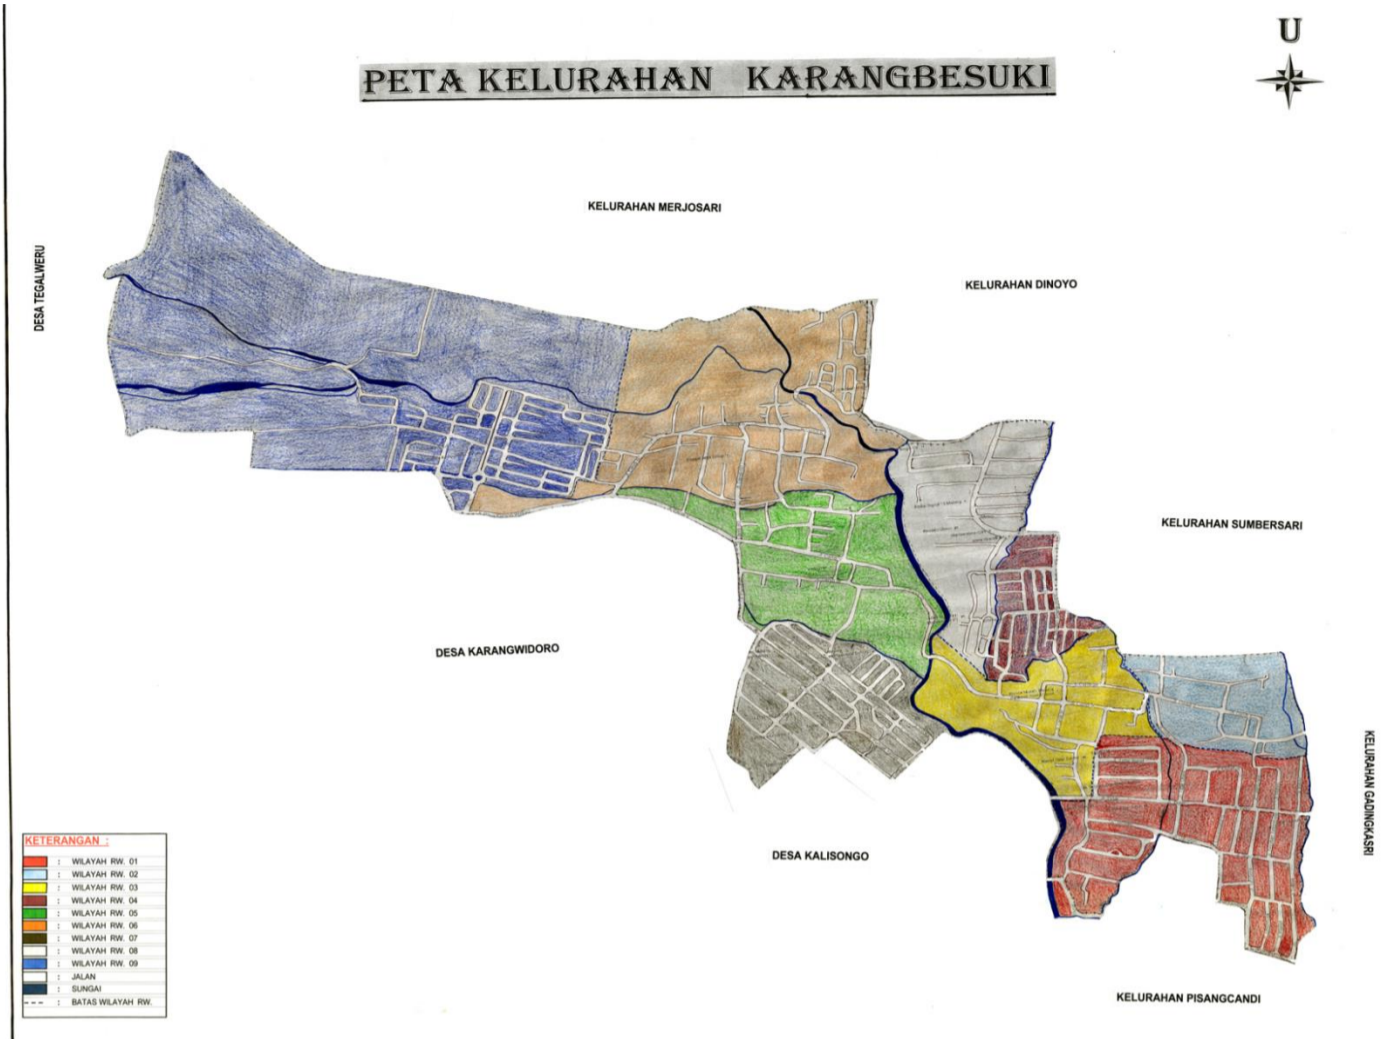 U
PETA KELURAHAN KARANGBESUKI
KELURAHAN MERJOSARI
DESA TEGALWERU
KELURAHAN DINOYO
KELURAHAN SUMBERSARI
DESA KARANGWIDORO
KELURAHAN GADINGKASRI
DESA KALISONGO
KELURAHAN PISANGCANDI
KETERANGAN :
: WILAYAH RW. 01
: WILAYAH RW. 02
: WILAYAH RW. 03
: WILAYAH RW. 04
: WILAYAH RW. 05
: WILAYAH RW. 06
: WILAYAH RW. 07
: WILAYAH RW. 08
: WILAYAH RW. 09
: JALAN
: SUNGAI
: BATAS WILAYAH RW.